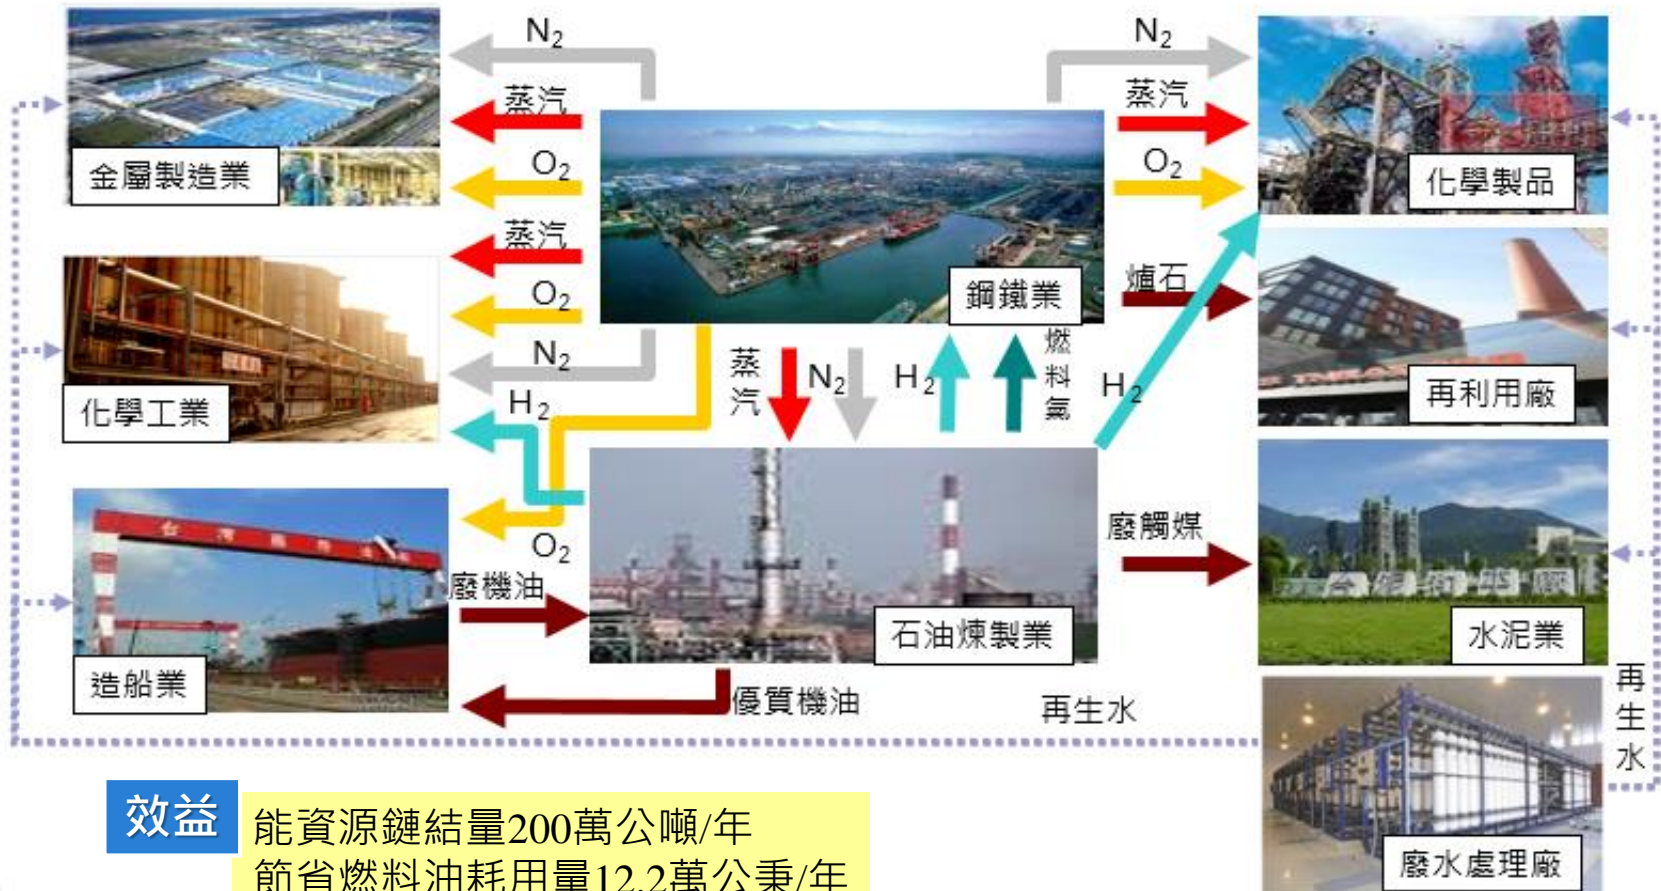 N₂
N₂
蒸汽
蒸汽
O₂
O₂
金屬製造業
化學製品
蒸汽
鋼鐵業
爐石
O₂
N₂
蒸汽
N₂
H₂
燃料氣
H₂
再利用廠
化學工業
H₂
O₂
廢觸媒
廢機油
石油煉製業
水泥業
造船業
優質機油
再生水
再生水
廢水處理廠
效益
能資源鏈結量200萬公噸/年
節省燃料油耗用量12.2萬公秉/年